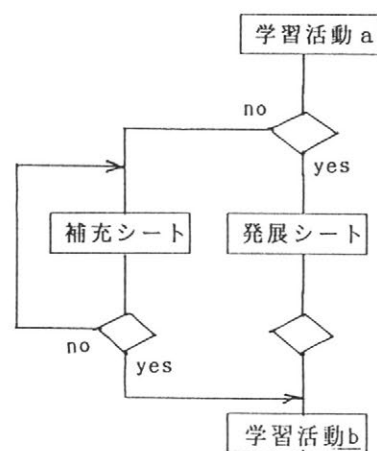 学習活動a
no
yes
補充シート
発展シート
no
yes
学習活動b